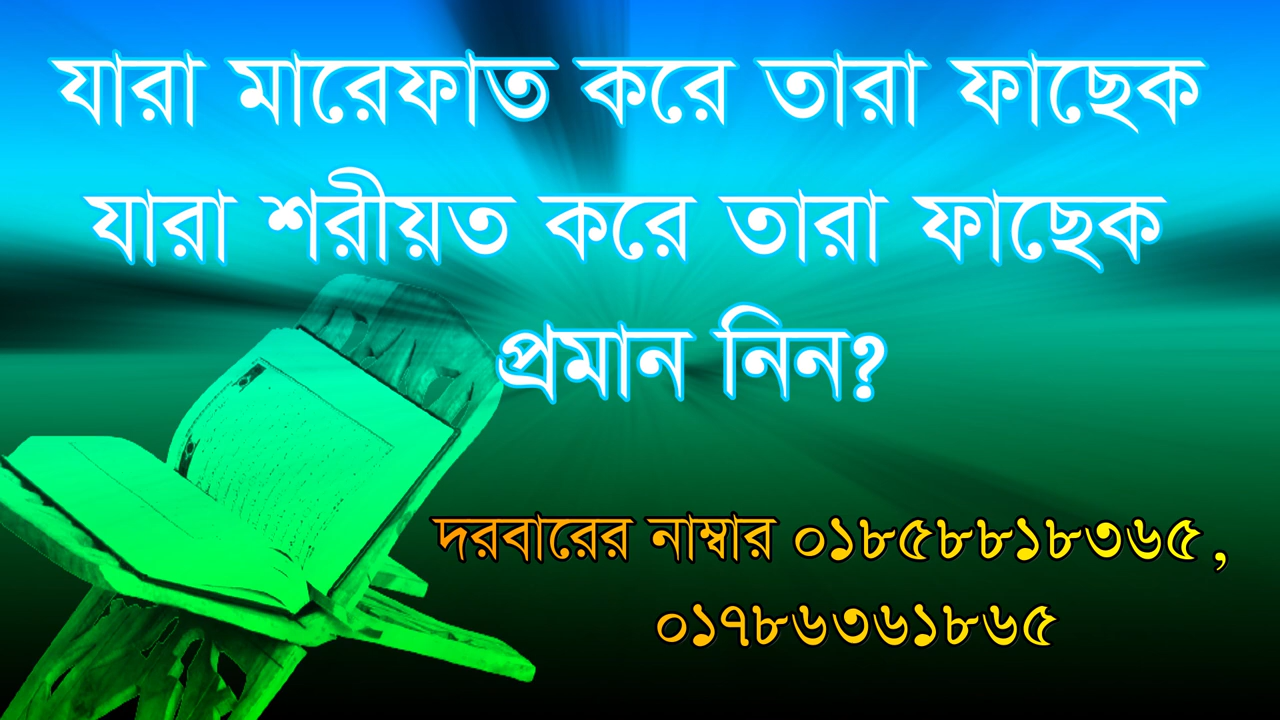 যারা মারেফাত করে তারা ফাছেক
যারা শরীয়ত করে তারা ফাছেক
প্রমান নিন?
দরবারের নাম্বার ০১৮৫৮৮১৮৩৬৫,
০১৭৮৬৩৬১৮৬৫